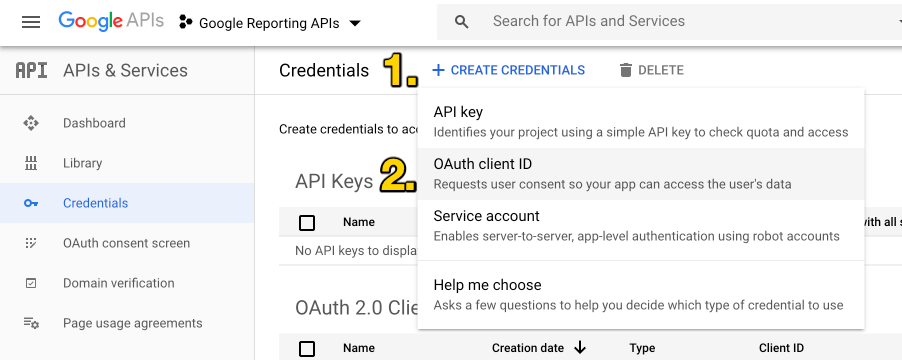 Google APIs
Google Reporting APIs
Search for APIs and Services
API APIs & Services
Credentials
1.
+ CREATE CREDENTIALS
DELETE
Dashboard
Library
Credentials
OAuth consent screen
Domain verification
Page usage agreements
Create credentials to acc
API key
Identifies your project using a simple API key to check quota and access
2.
OAuth client ID
Requests user consent so your app can access the user's data
Service account
Enables server-to-server, app-level authentication using robot accounts
Help me choose
Asks a few questions to help you decide which type of credential to use
API Keys
Name
with all s
No API keys to displa
OAuth 2.0 Clie
Name Creation date Type Client ID